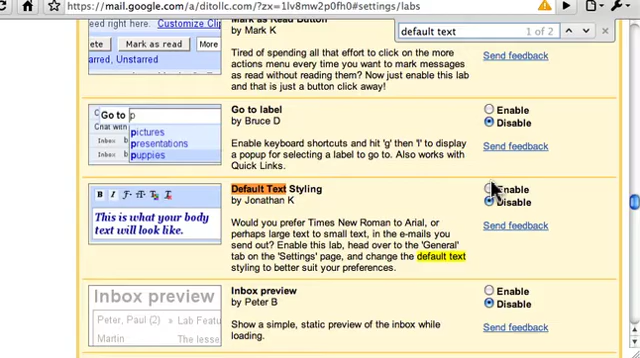 https://mail.google.com/a/ditollc.com/?zx=1lv8mw2p0fh0#settings/labs
default text
1 of 2
ed here. Customize Clip
ete Mark as read More
arred, Unstarred
Mark as Read Button
by Mark K
Tired of spending all that effort to click on the more
actions menu every time you want to mark messages
as read without reading them? Now just enable this lab
and that is just a button click away!
Send feedback
Go to p
Chat with
pictures
Inbox
presentations
Inbox
puppies
Go to label
by Bruce D
Enable keyboard shortcuts and hit 'g' then 'l' to display
a popup for selecting a label to go to. Also works with
Quick Links.
Enable
Disable
Send feedback
B I
This is what your body
text will look like.
Default Text Styling
by Jonathan K
Would you prefer Times New Roman to Arial, or
perhaps large text to small text, in the e-mails you
send out? Enable this lab, head over to the 'General'
tab on the 'Settings' page, and change the default text
styling to better suit your preferences.
Enable
Disable
Send feedback
Inbox preview
Peter, Paul (2) » Lab Featu
Martin The lesse
Inbox preview
by Peter B
Show a simple, static preview of the inbox while
loading.
Enable
Disable
Send feedback